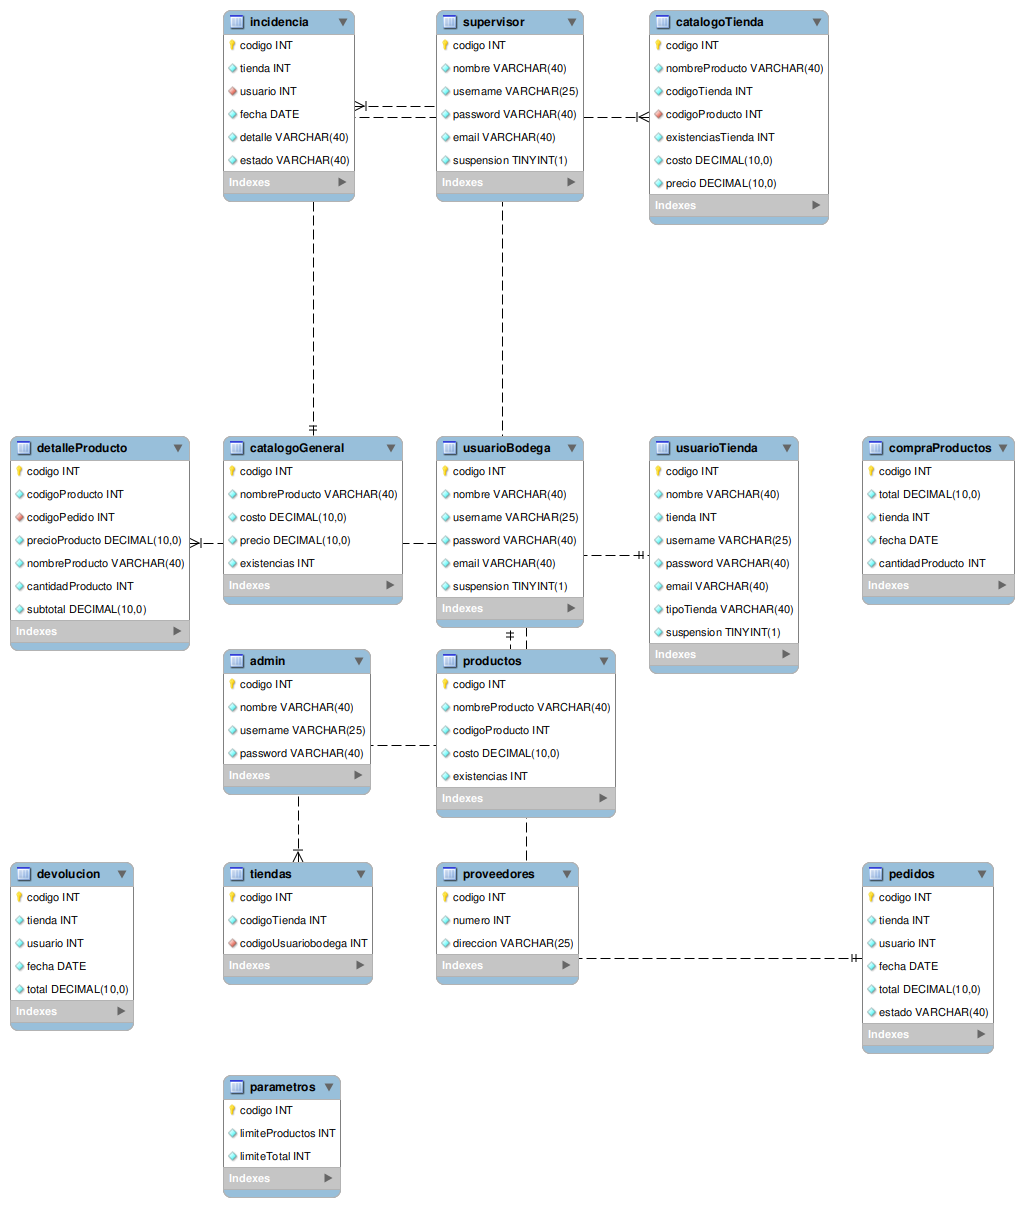 incidencia
codigo INT
tienda INT
usuario INT
fecha DATE
detalle VARCHAR(40)
estado VARCHAR(40)
Indexes
supervisor
codigo INT
nombre VARCHAR(40)
username VARCHAR(25)
password VARCHAR(40)
email VARCHAR(40)
suspension TINYINT(1)
Indexes
catalogoTienda
codigo INT
nombreProducto VARCHAR(40)
codigoTienda INT
codigoProducto INT
existenciasTienda INT
costo DECIMAL(10,0)
precio DECIMAL(10,0)
Indexes
detalleProducto
codigo INT
codigoProducto INT
codigoPedido INT
precioProducto DECIMAL(10,0)
nombreProducto VARCHAR(40)
cantidadProducto INT
subtotal DECIMAL(10,0)
Indexes
catalogoGeneral
codigo INT
nombreProducto VARCHAR(40)
costo DECIMAL(10,0)
precio DECIMAL(10,0)
existencias INT
Indexes
usuarioBodega
codigo INT
nombre VARCHAR(40)
username VARCHAR(25)
password VARCHAR(40)
email VARCHAR(40)
suspension TINYINT(1)
Indexes
usuarioTienda
codigo INT
nombre VARCHAR(40)
tienda INT
username VARCHAR(25)
password VARCHAR(40)
email VARCHAR(40)
tipoTienda VARCHAR(40)
suspension TINYINT(1)
Indexes
compraProductos
codigo INT
total DECIMAL(10,0)
tienda INT
fecha DATE
cantidadProducto INT
Indexes
admin
codigo INT
nombre VARCHAR(40)
username VARCHAR(25)
password VARCHAR(40)
Indexes
productos
codigo INT
nombreProducto VARCHAR(40)
codigoProducto INT
costo DECIMAL(10,0)
existencias INT
Indexes
devolucion
codigo INT
tienda INT
usuario INT
fecha DATE
total DECIMAL(10,0)
Indexes
tiendas
codigo INT
codigoTienda INT
codigoUsuariobodega INT
Indexes
proveedores
codigo INT
numero INT
direccion VARCHAR(25)
Indexes
pedidos
codigo INT
tienda INT
usuario INT
fecha DATE
total DECIMAL(10,0)
estado VARCHAR(40)
Indexes
parametros
codigo INT
limiteProductos INT
limiteTotal INT
Indexes